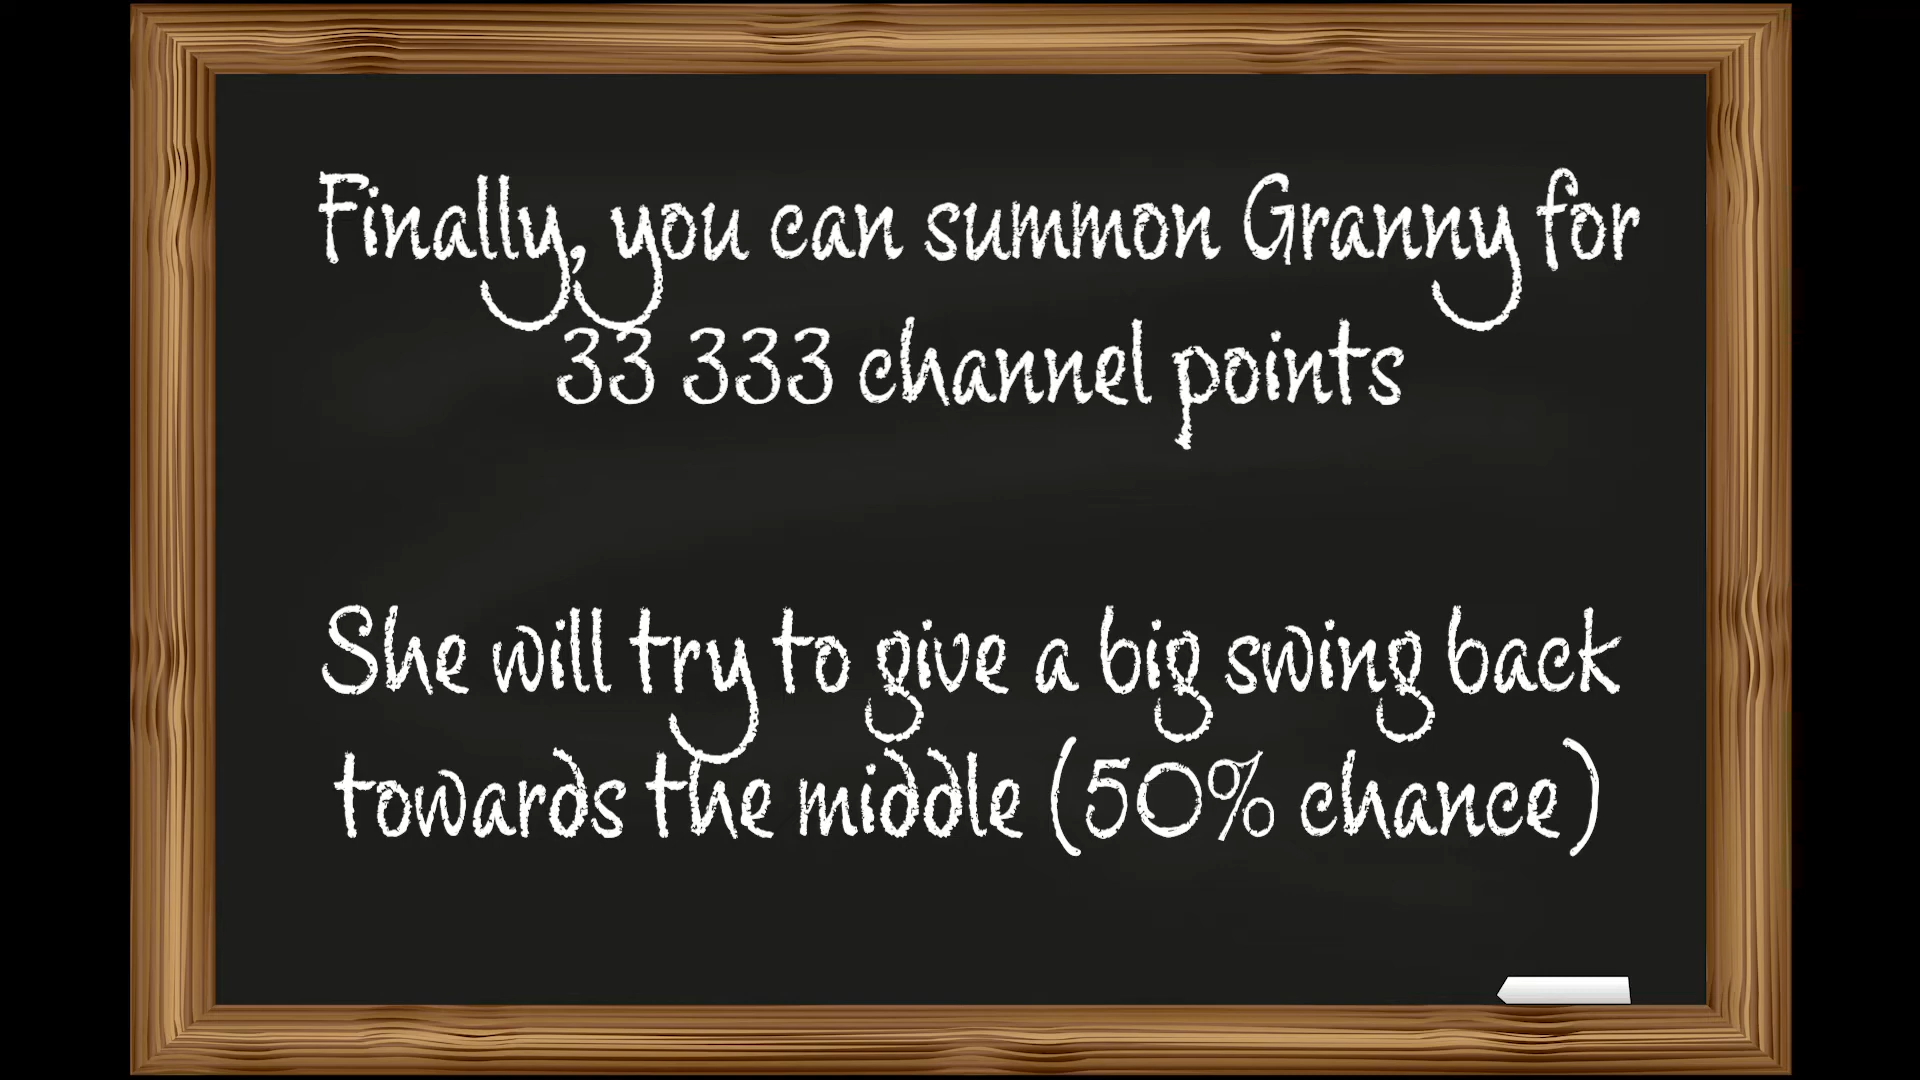 Finally, you can summon Granny for
33 333 channel points
She will try to give a big swing back
towards the middle (50% chance)